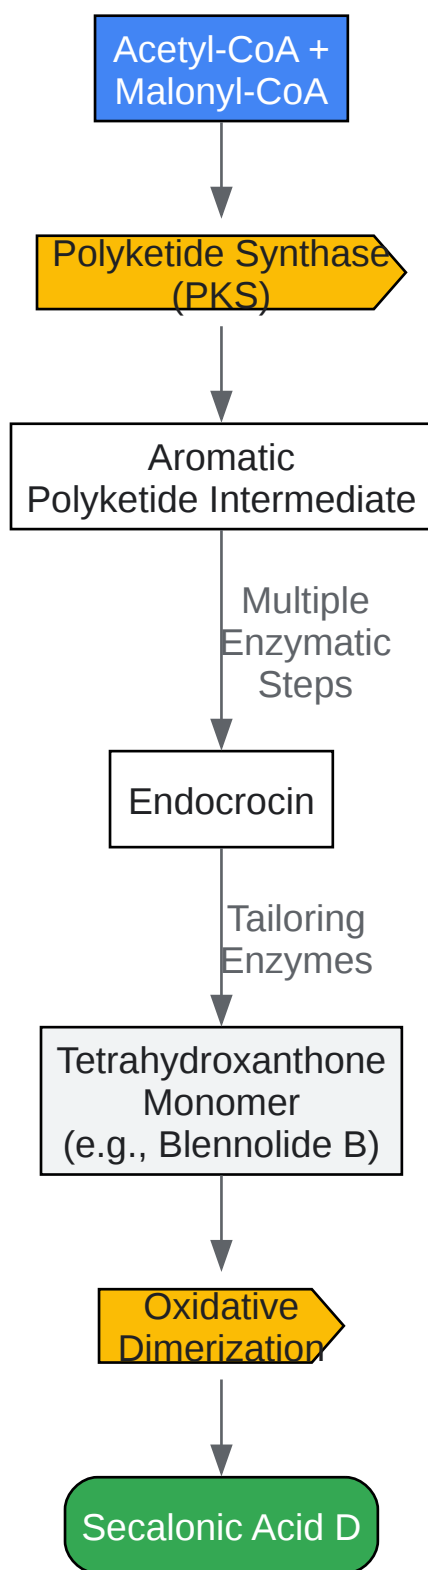 Acetyl-CoA +
Malonyl-CoA
Polyketide Synthase
(PKS)
Aromatic
Polyketide Intermediate
Multiple
Enzymatic
Steps
Endocrocin
Tailoring
Enzymes
Tetrahydroxanthone
Monomer
(e.g., Blennolide B)
Oxidative
Dimerization
Secalonic Acid D